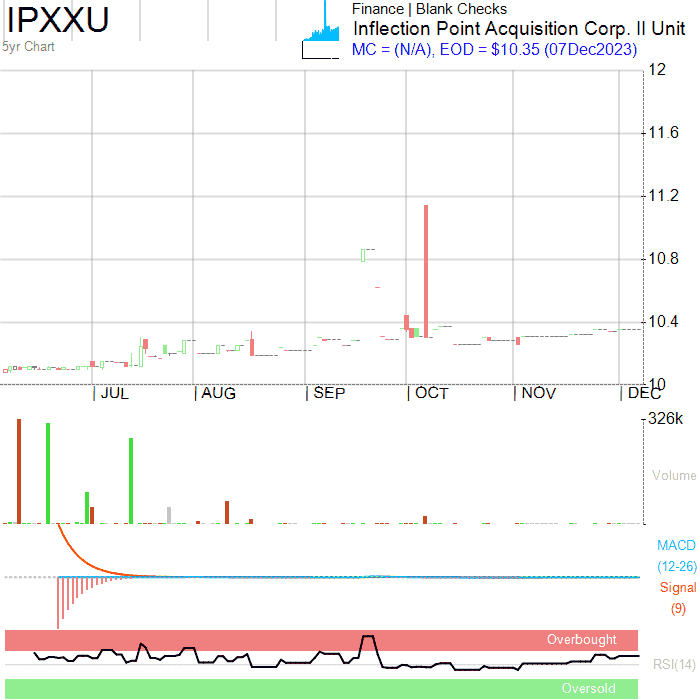 IPXXU
5yr Chart
Finance | Blank Checks
Inflection Point Acquisition Corp. II Unit
MC = (N/A), EOD = $10.35 (07Dec2023)
12
11.6
11.2
10.8
10.4
10
JUL AUG SEP OCT NOV DEC
326k
Volume
MACD
(12-26)
Signal
(9)
Overbought
RSI(14)
Oversold